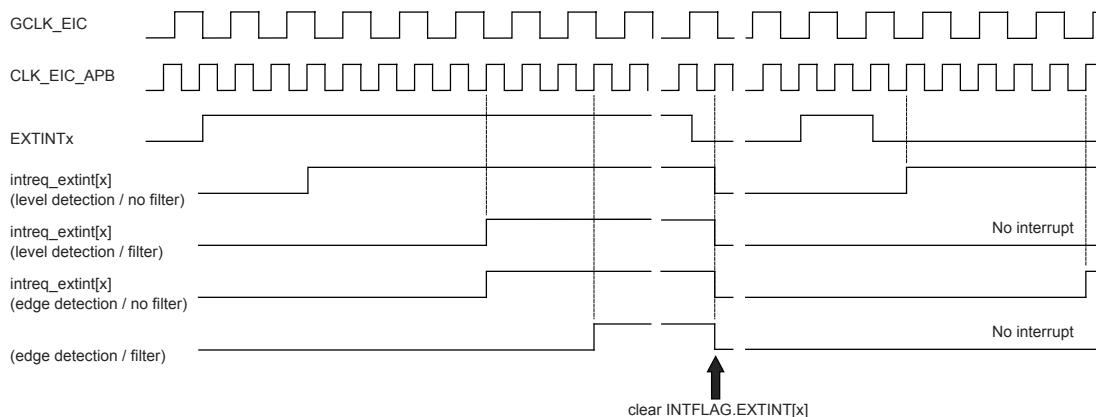 GCLK_EIC
CLK_EIC_APB
EXTINTx
intreq_extint[x]
(level detection / no filter)
intreq_extint[x]
(level detection / filter)
No interrupt
intreq_extint[x]
(edge detection / no filter)
(edge detection / filter)
No interrupt
clear INTFLAG.EXTINT[x]